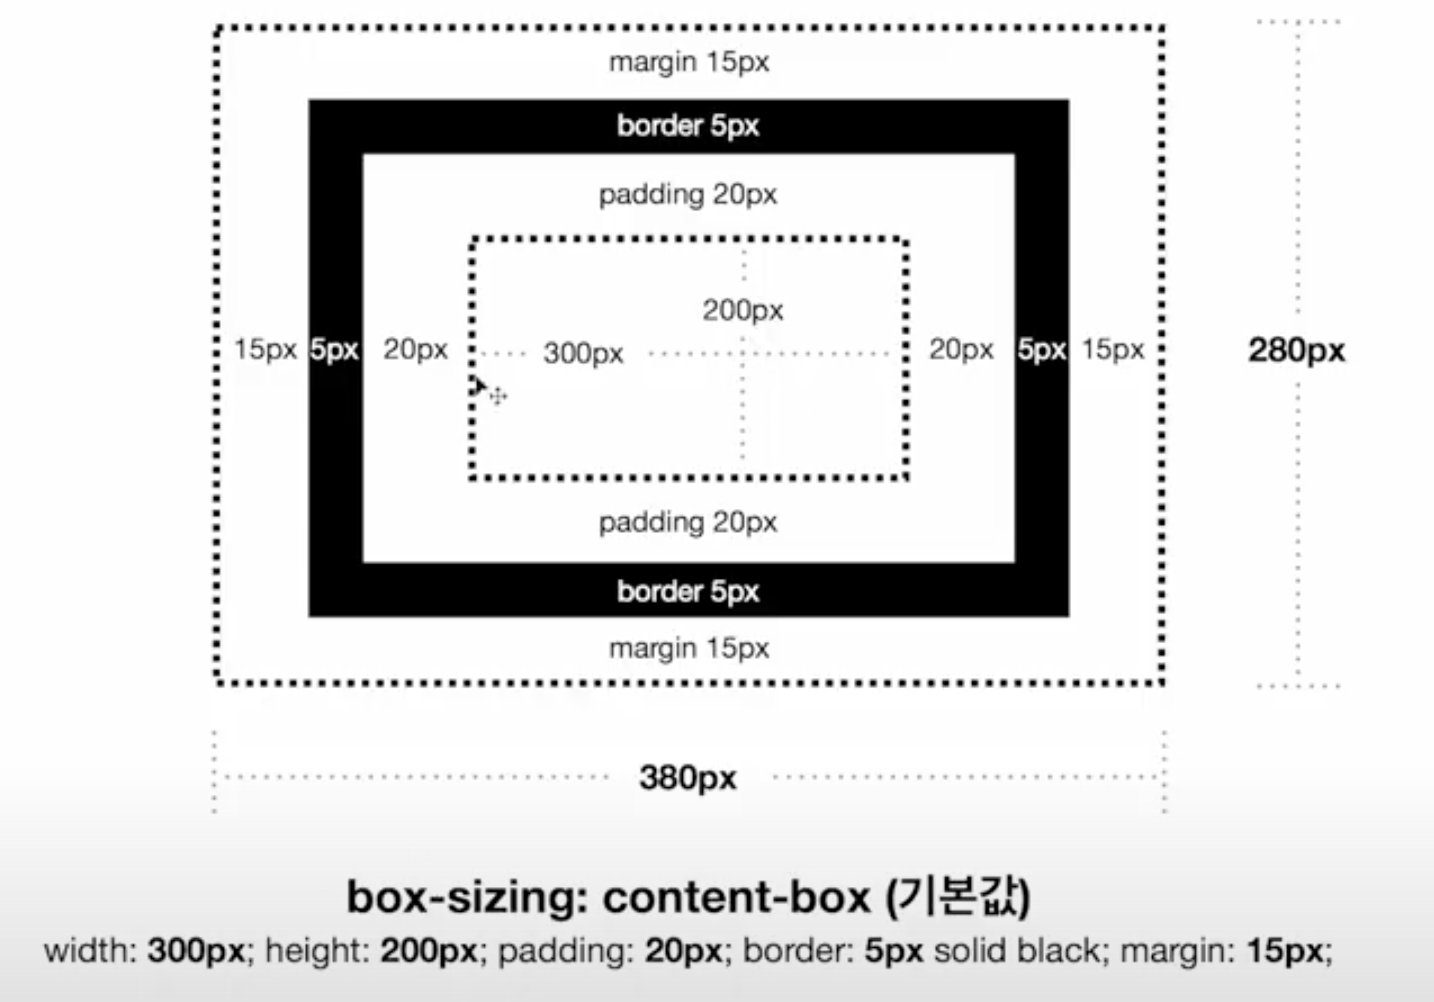 margin 15px
border 5px
padding 20px
200px
15px 5px 20px 300px 20px 5px 15px 280px
padding 20px
border 5px
margin 15px
380px
box-sizing: content-box (기본값)
width: 300px; height: 200px; padding: 20px; border: 5px solid black; margin: 15px;